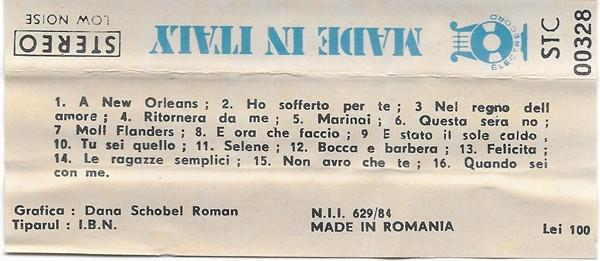 STEREO
LOW NOISE
MADE IN ITALY
ELECTRECORD
STC
00328
1. A New Orleans ; 2. Ho sofferto per te ; 3 Nel regno dell
amore ; 4. Ritornera da me ; 5. Marinai ; 6. Questa sera no ;
7 Moll Flanders ; 8. E ora che faccio ; 9 E stato il sole caldo.
10. Tu sei quello ; 11. Selene ; 12. Bocca e barbera ; 13. Felicita ;
14. Le ragazze semplici ; 15. Non avro che te ; 16. Quando sei
con me.
Grafica : Dana Schobel Roman
Tiparul : I.B.N.
N.I.I. 629/84
MADE IN ROMANIA
Lei 100